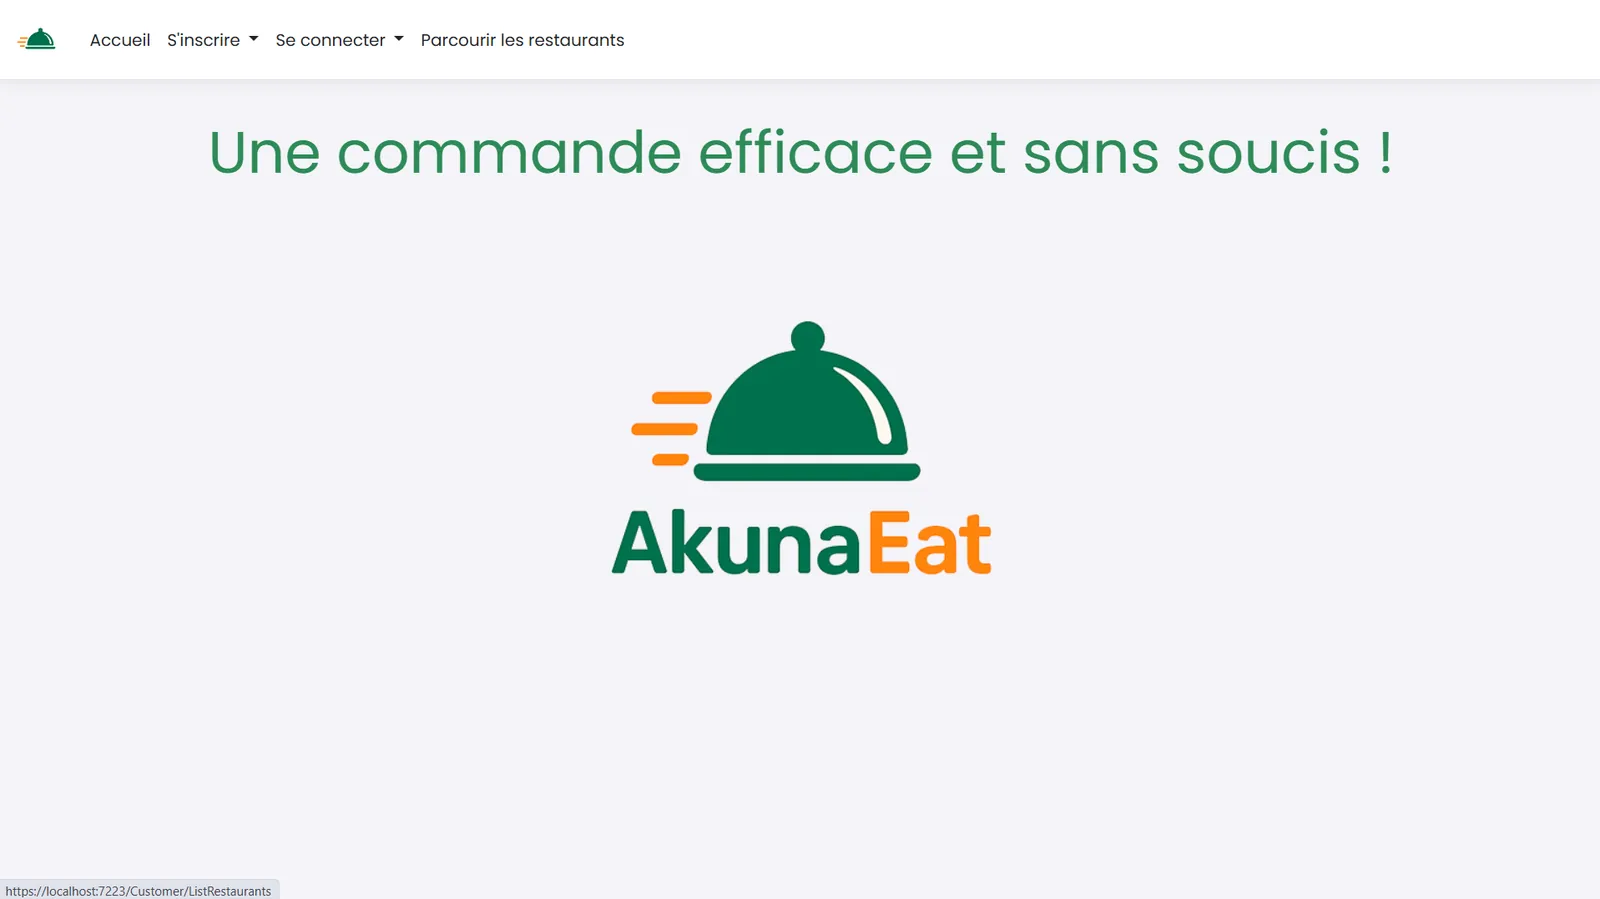 Accueil S'inscrire Se connecter Parcourir les restaurants
Une commande efficace et sans soucis !
AkunaEat
https://localhost:7223/Customer/ListRestaurants